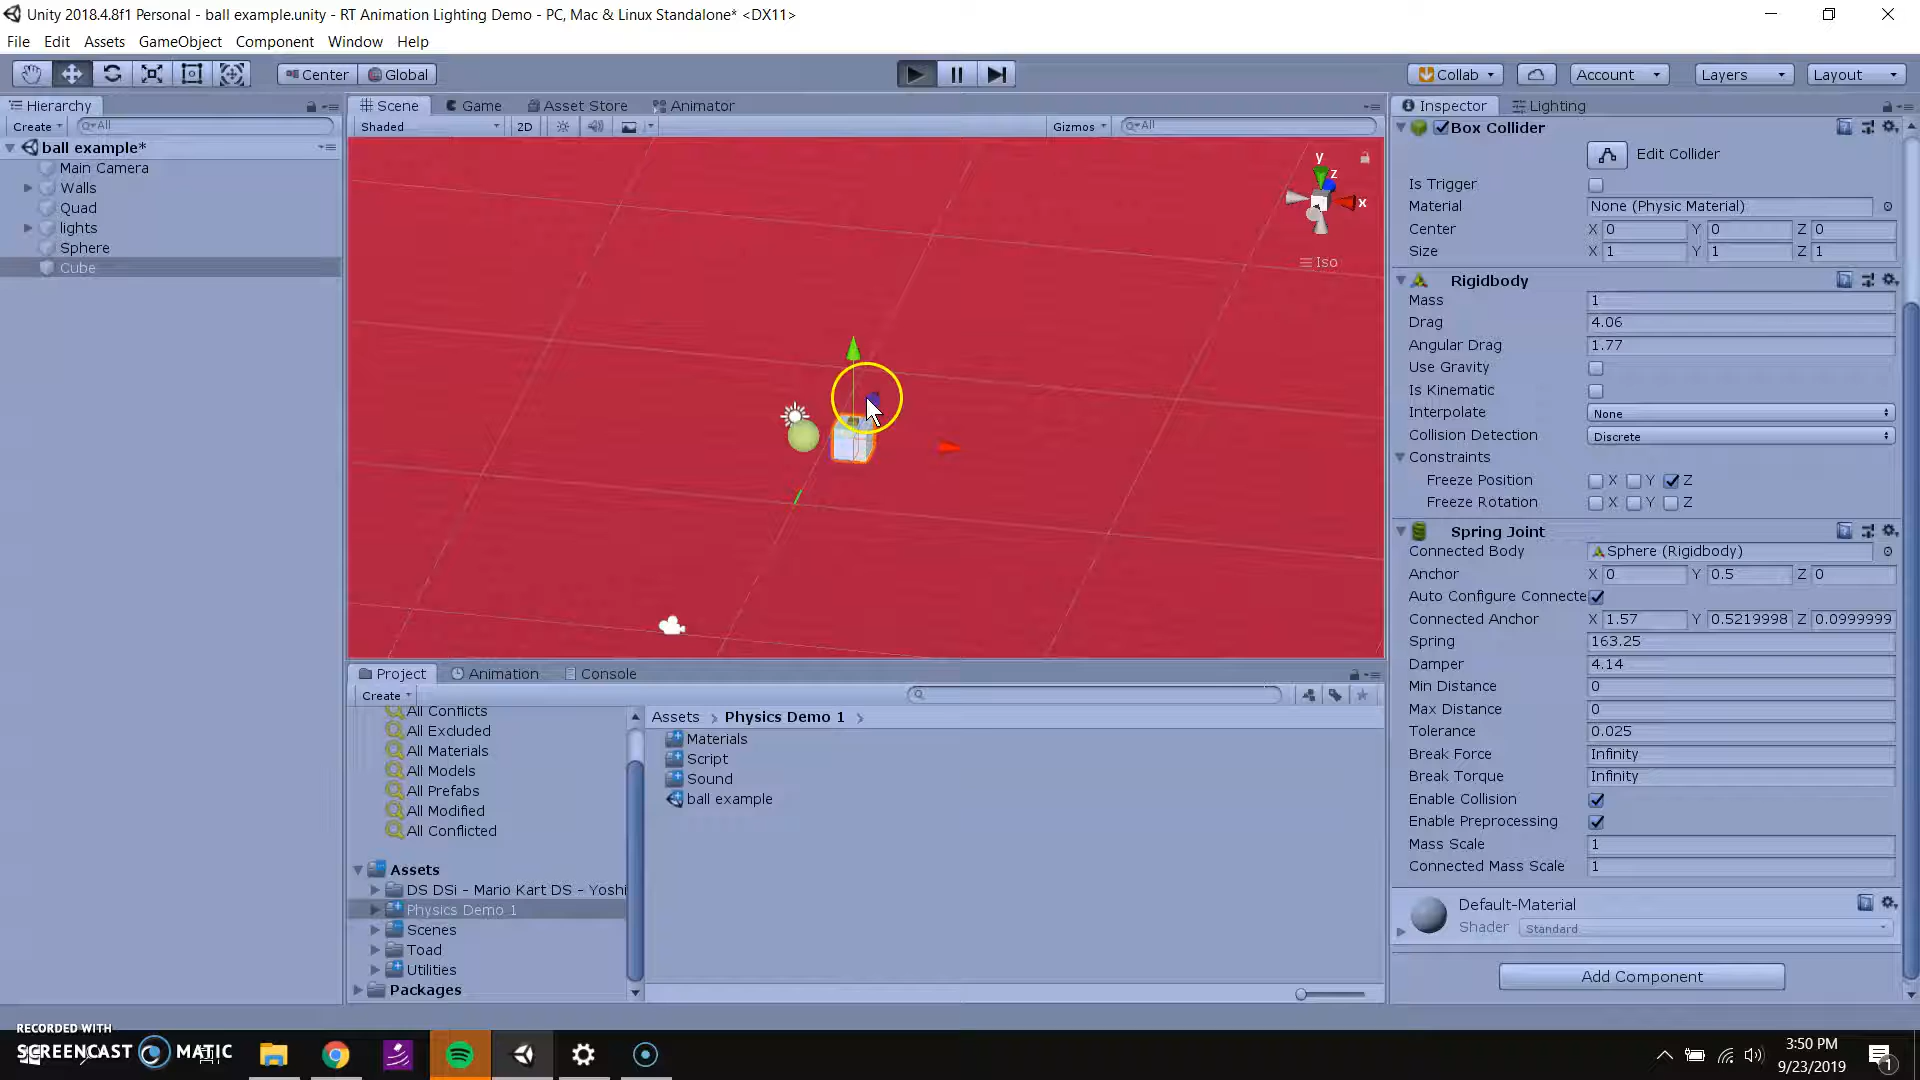 Unity 2018.4.8f1 Personal - ball example.unity - RT Animation Lighting Demo - PC, Mac & Linux Standalone* <DX11>
File Edit Assets GameObject Component Window Help
Center Global Collab Account Layers Layout
Hierarchy
Create All
ball example*
Main Camera
Walls
Quad
lights
Sphere
Cube
Scene Game Asset Store Animator
Shaded 2D Gizmos All
y
z
x
Iso
Project Animation Console
Create
All Conflicts
All Excluded
All Materials
All Models
All Prefabs
All Modified
All Conflicted
Assets
DS DSi - Mario Kart DS - Yoshi
Physics Demo 1
Scenes
Toad
Utilities
Packages
Assets > Physics Demo 1 >
Materials
Script
Sound
ball example
Inspector Lighting
Box Collider
Edit Collider
Is Trigger
Material None (Physic Material)
Center X 0 Y 0 Z 0
Size X 1 Y 1 Z 1
Rigidbody
Mass 1
Drag 4.06
Angular Drag 1.77
Use Gravity
Is Kinematic
Interpolate None
Collision Detection Discrete
Constraints
Freeze Position X Y Z
Freeze Rotation X Y Z
Spring Joint
Connected Body Sphere (Rigidbody)
Anchor X 0 Y 0.5 Z 0
Auto Configure Connecte
Connected Anchor X 1.57 Y 0.5219998 Z 0.0999999
Spring 163.25
Damper 4.14
Min Distance 0
Max Distance 0
Tolerance 0.025
Break Force Infinity
Break Torque Infinity
Enable Collision
Enable Preprocessing
Mass Scale 1
Connected Mass Scale 1
Default-Material
Shader Standard
Add Component
RECORDED WITH
SCREENCAST MATIC
3:50 PM
9/23/2019
1